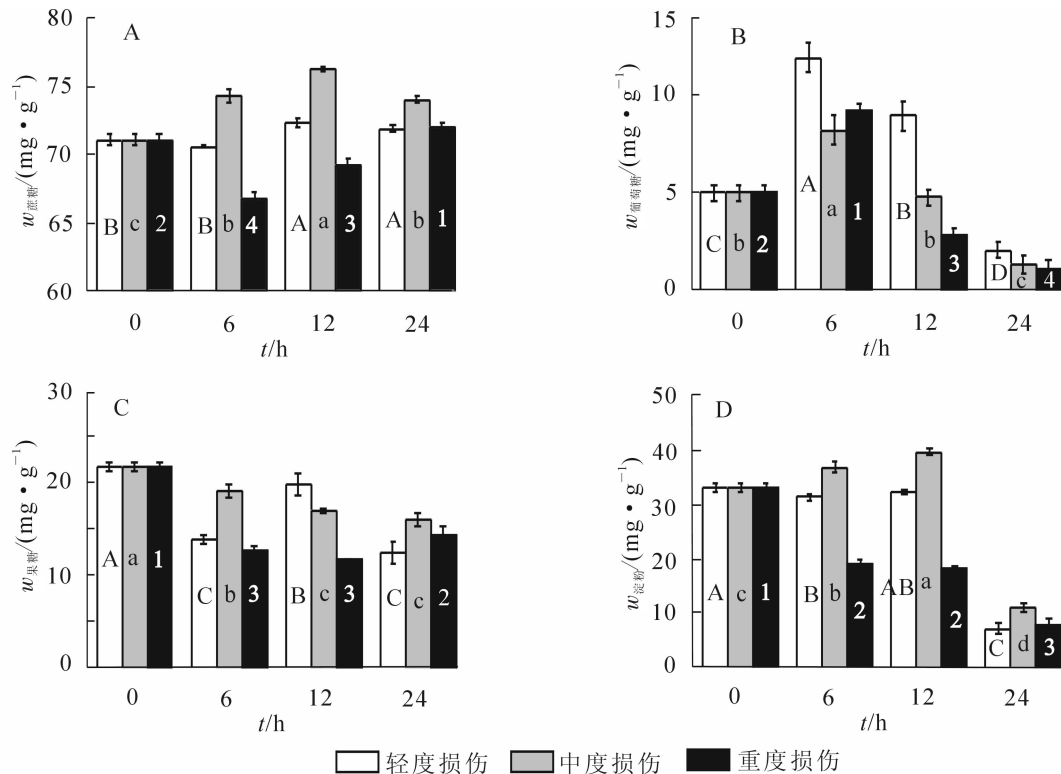 A
80
75
70
65
60
w蔗糖/(mg·g⁻¹)
B c 2 B b 4 A a 3 A b 1
0 6 12 24
t/h
B
15
10
5
0
w葡萄糖/(mg·g⁻¹)
C b 2 A a 1 B b 3 D c 4
0 6 12 24
t/h
C
30
20
10
0
w果糖/(mg·g⁻¹)
A a 1 C b 3 B c 3 C c 2
0 6 12 24
t/h
D
50
40
30
20
10
0
w淀粉/(mg·g⁻¹)
A c 1 B b 2 AB a 2 C d 3
0 6 12 24
t/h
轻度损伤 中度损伤 重度损伤